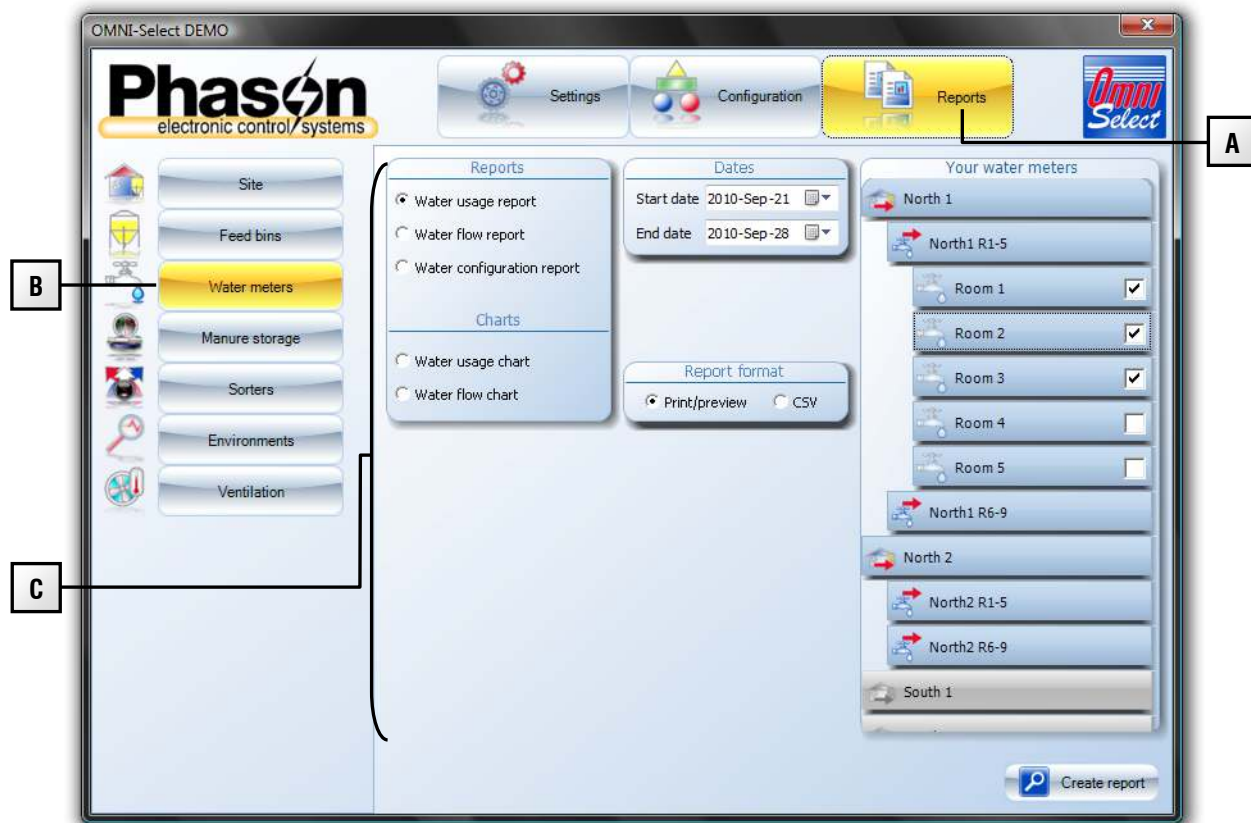 OMNI-Select DEMO
Phason
electronic control systems
Settings
Configuration
Reports
Omni
Select
A
Site
Feed bins
B
Water meters
Manure storage
Sorters
Environments
Ventilation
C
Reports
Water usage report
Water flow report
Water configuration report
Charts
Water usage chart
Water flow chart
Dates
Start date 2010-Sep-21
End date 2010-Sep-28
Report format
Print/preview CSV
Your water meters
North 1
North1 R1-5
Room 1
Room 2
Room 3
Room 4
Room 5
North1 R6-9
North 2
North2 R1-5
North2 R6-9
South 1
Create report